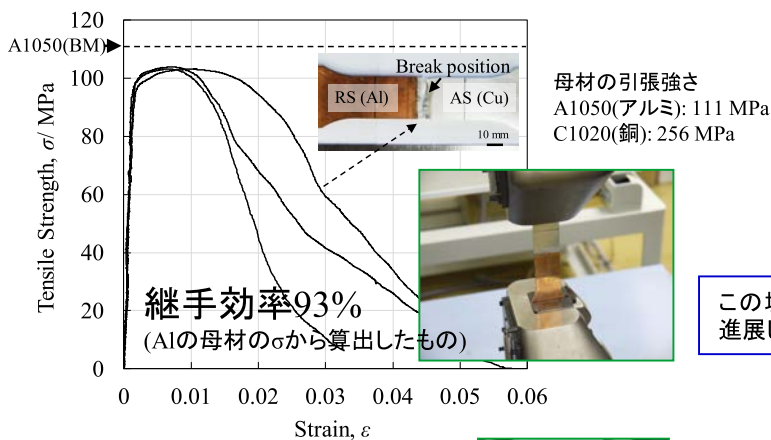 120
A1050(BM)
100
80
60
40
20
0
Tensile Strength, σ/ MPa
Break position
RS (Al)
AS (Cu)
10 mm
母材の引張強さ
A1050(アルミ): 111 MPa
C1020(銅): 256 MPa
継手効率93%
(Alの母材のσから算出したもの)
進展し
0
0.01
0.02
0.03
0.04
0.05
0.06
Strain, ε